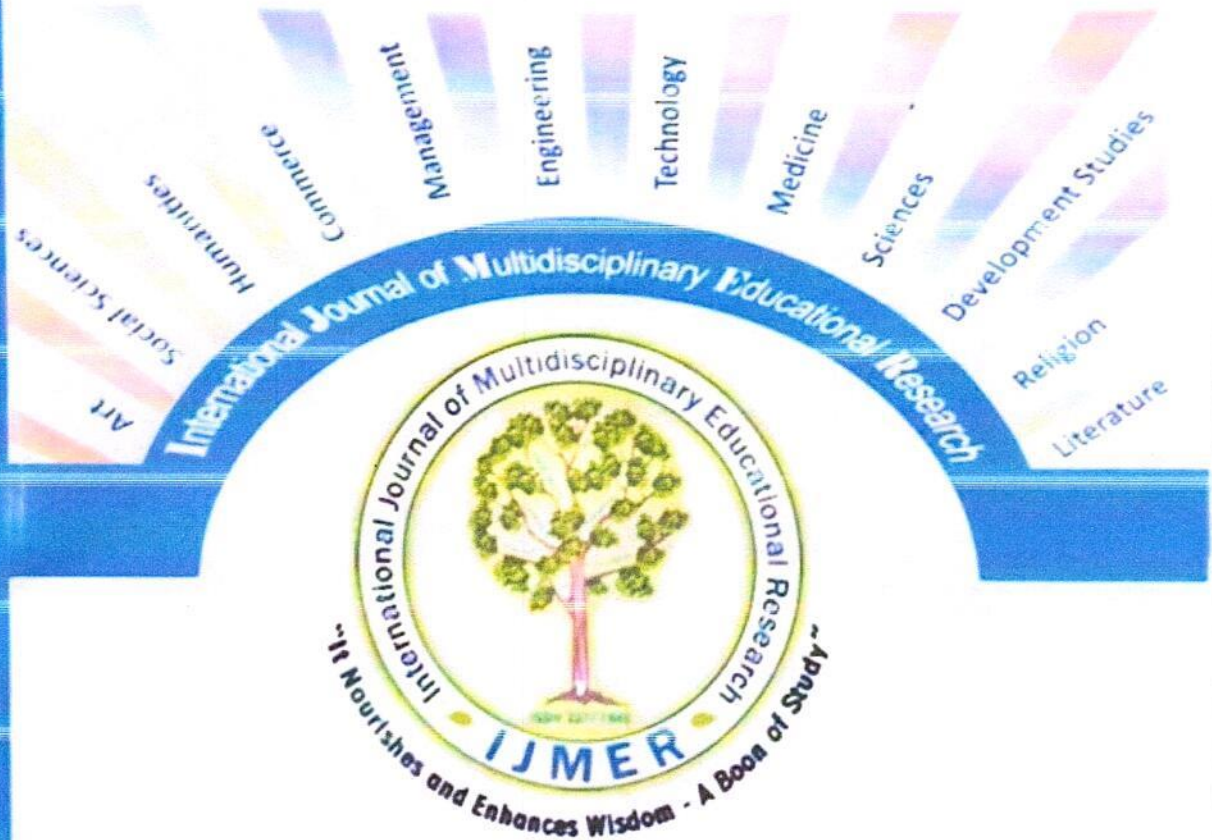 Art
Social Sciences
Humanities
Commerce
Management
Engineering
Technology
Medicine
Sciences
Development Studies
Religion
Literature
International Journal of Multidisciplinary Educational Research
International Journal of Multidisciplinary Educational Research
IJMER
"It Nourishes and Enhances Wisdom - A Boon of Study"